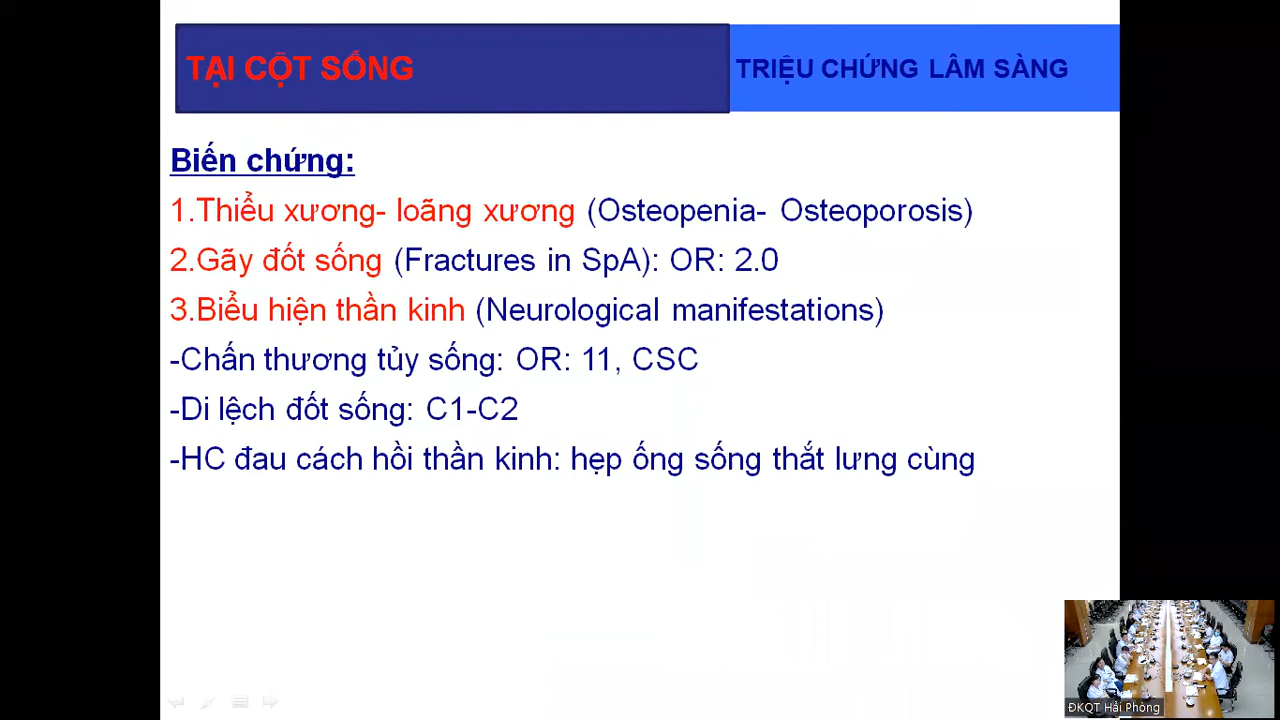 TẠI CỘT SỐNG
TRIỆU CHỨNG LÂM SÀNG
Biến chứng:
1.Thiểu xương- loãng xương (Osteopenia- Osteoporosis)
2.Gãy đốt sống (Fractures in SpA): OR: 2.0
3.Biểu hiện thần kinh (Neurological manifestations)
-Chấn thương tủy sống: OR: 11, CSC
-Di lệch đốt sống: C1-C2
-HC đau cách hồi thần kinh: hẹp ống sống thắt lưng cùng
ĐKQT Hải Phòng